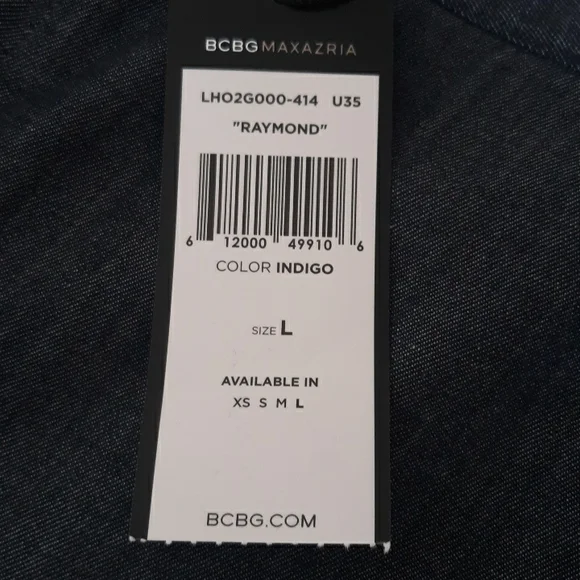 BCBGMAXAZRIA
LHO2G000-414 U35
"RAYMOND"
6 12000 49910 6
COLOR INDIGO
SIZE L
AVAILABLE IN
XS S M L
BCBG.COM